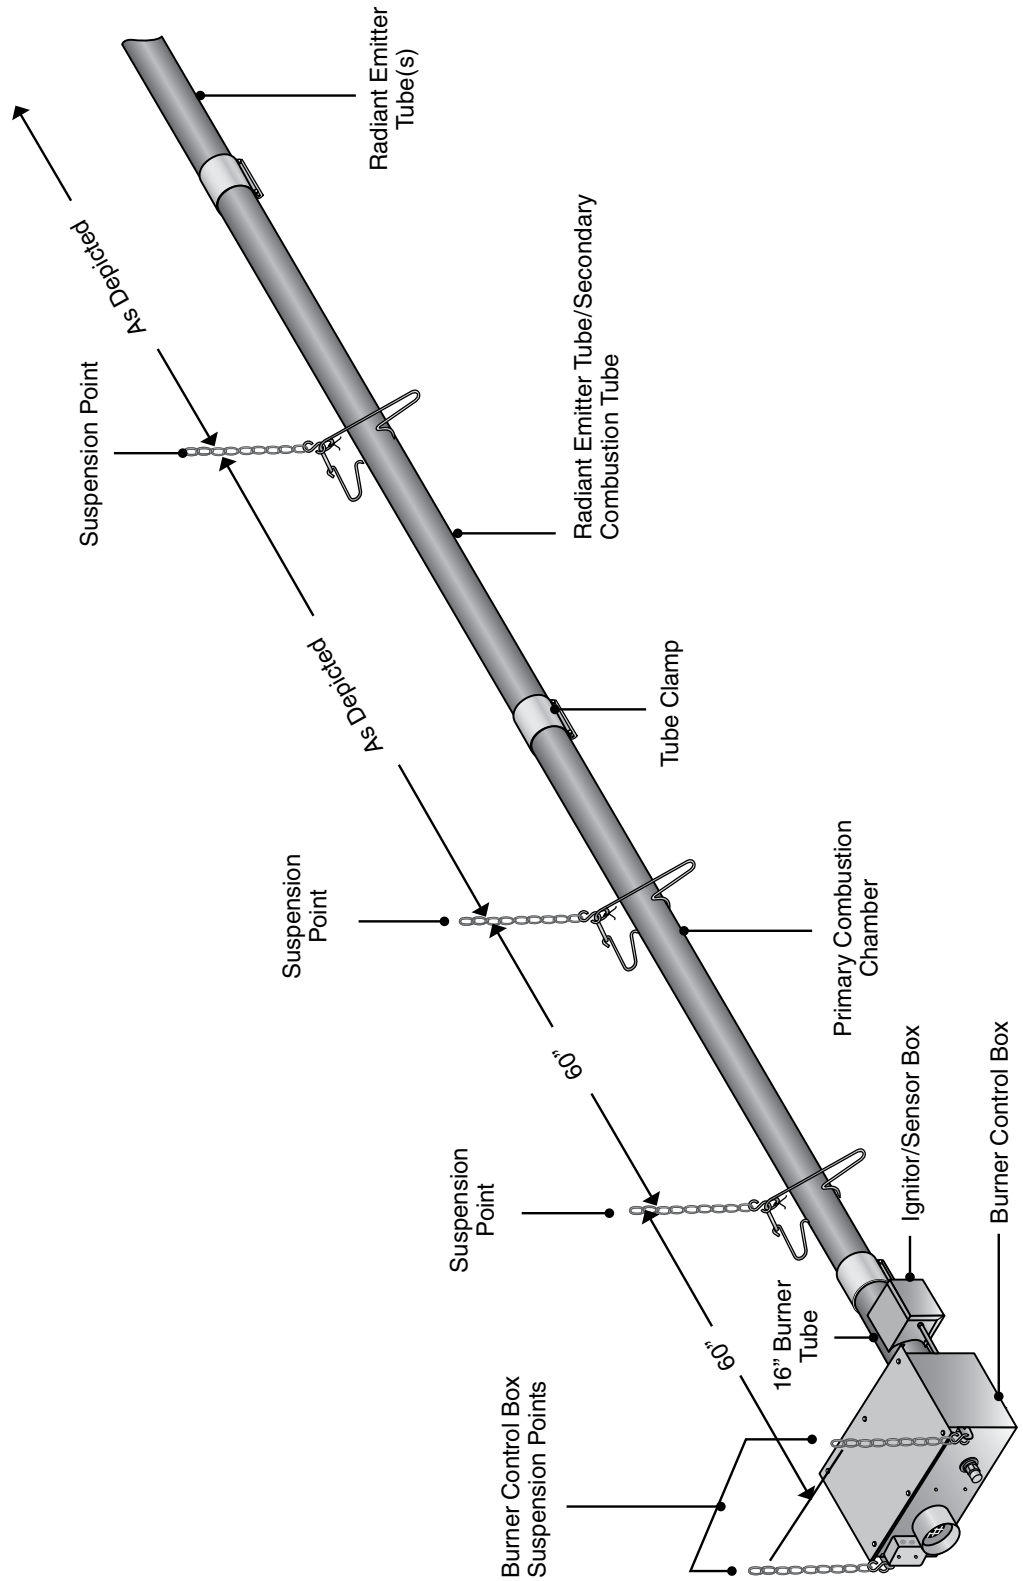 Burner Control Box
Suspension Points
60”
Suspension
Point
60”
Suspension
Point
As Depicted
Suspension Point
As Depicted
16” Burner
Tube
Ignitor/Sensor Box
Burner Control Box
Primary Combustion
Chamber
Tube Clamp
Radiant Emitter Tube/Secondary
Combustion Tube
Radiant Emitter
Tube(s)